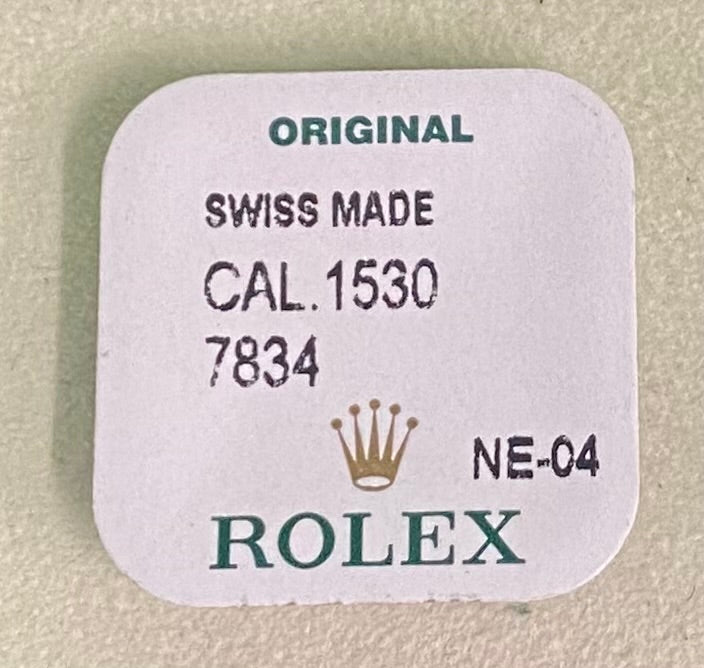 ORIGINAL
SWISS MADE
CAL.1530
7834
NE-04
ROLEX